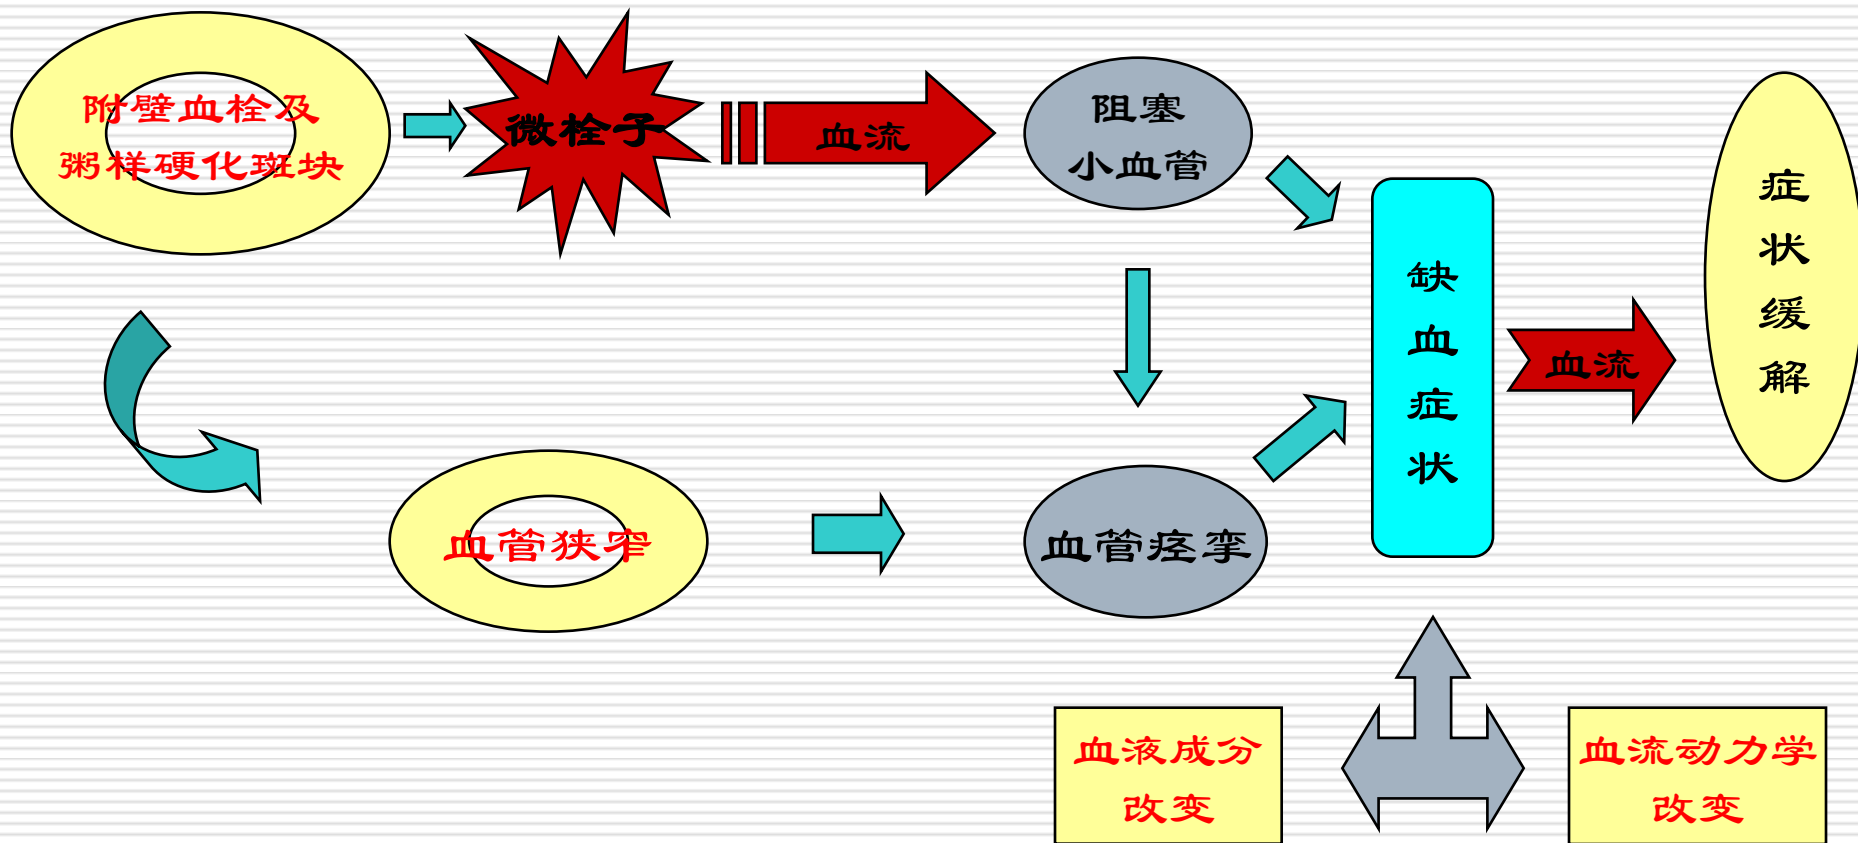 附壁血栓及
粥样硬化斑块
微栓子
血流
阻塞
小血管
缺
血
症
状
血流
症
状
缓
解
血管狭窄
血管痉挛
血液成分
改变
血流动力学
改变